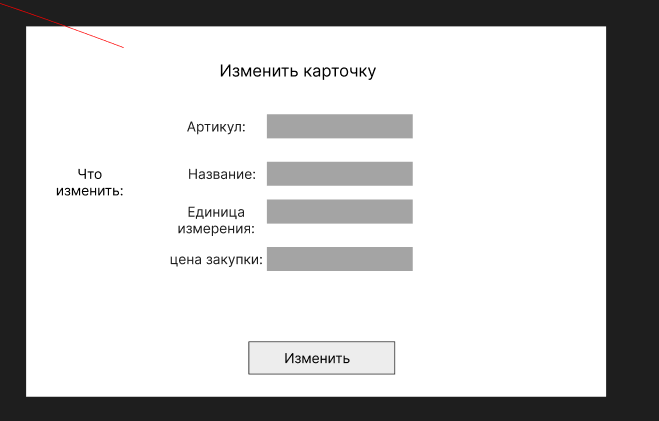 Изменить карточку
Артикул:
Что
изменить:
Название:
Единица
измерения:
цена закупки:
Изменить